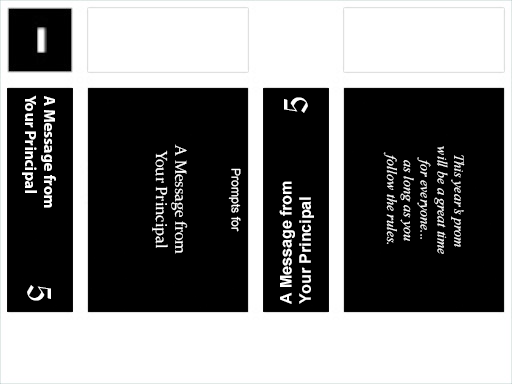 A Message from
Your Principal
5
Prompts for
A Message from
Your Principal
A Message from
Your Principal
5
This year's prom
will be a great time
for everyone...
as long as you
follow the rules.